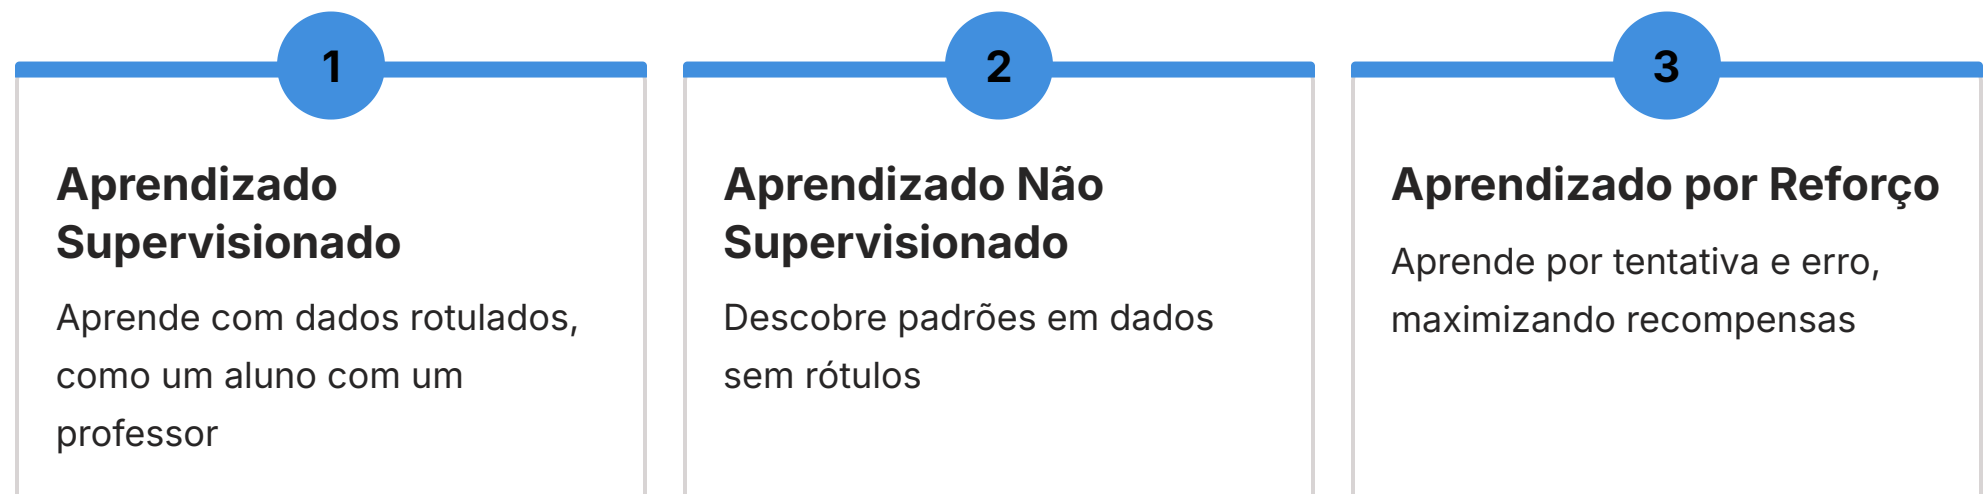 1
Aprendizado
Supervisionado
Aprende com dados rotulados,
como um aluno com um
professor
2
Aprendizado Não
Supervisionado
Descobre padrões em dados
sem rótulos
3
Aprendizado por Reforço
Aprende por tentativa e erro,
maximizando recompensas